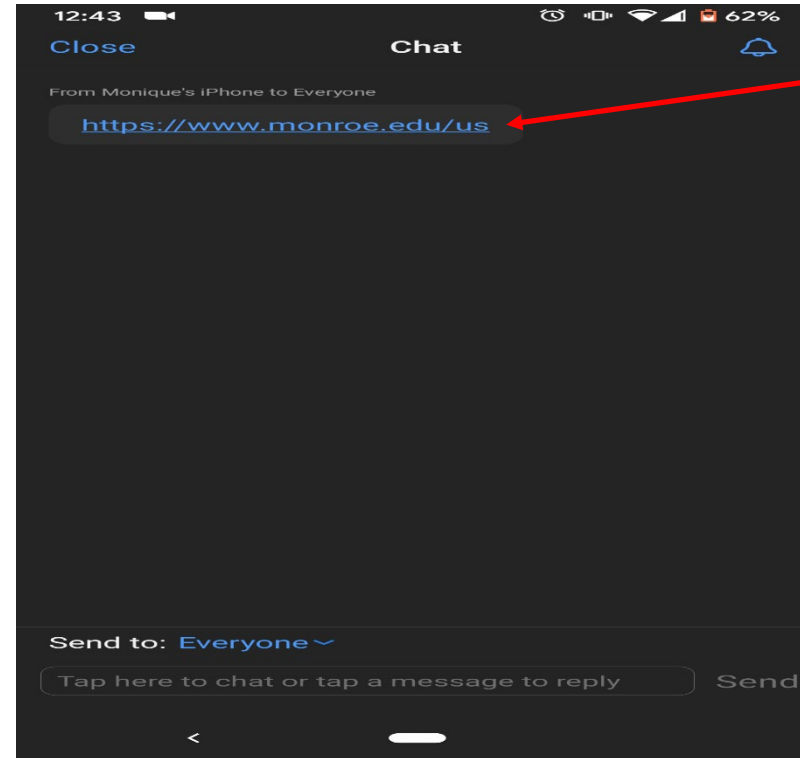 12:43 62%
Close Chat
From Monique's iPhone to Everyone
https://www.monroe.edu/us
Send to: Everyone
Tap here to chat or tap a message to reply Send